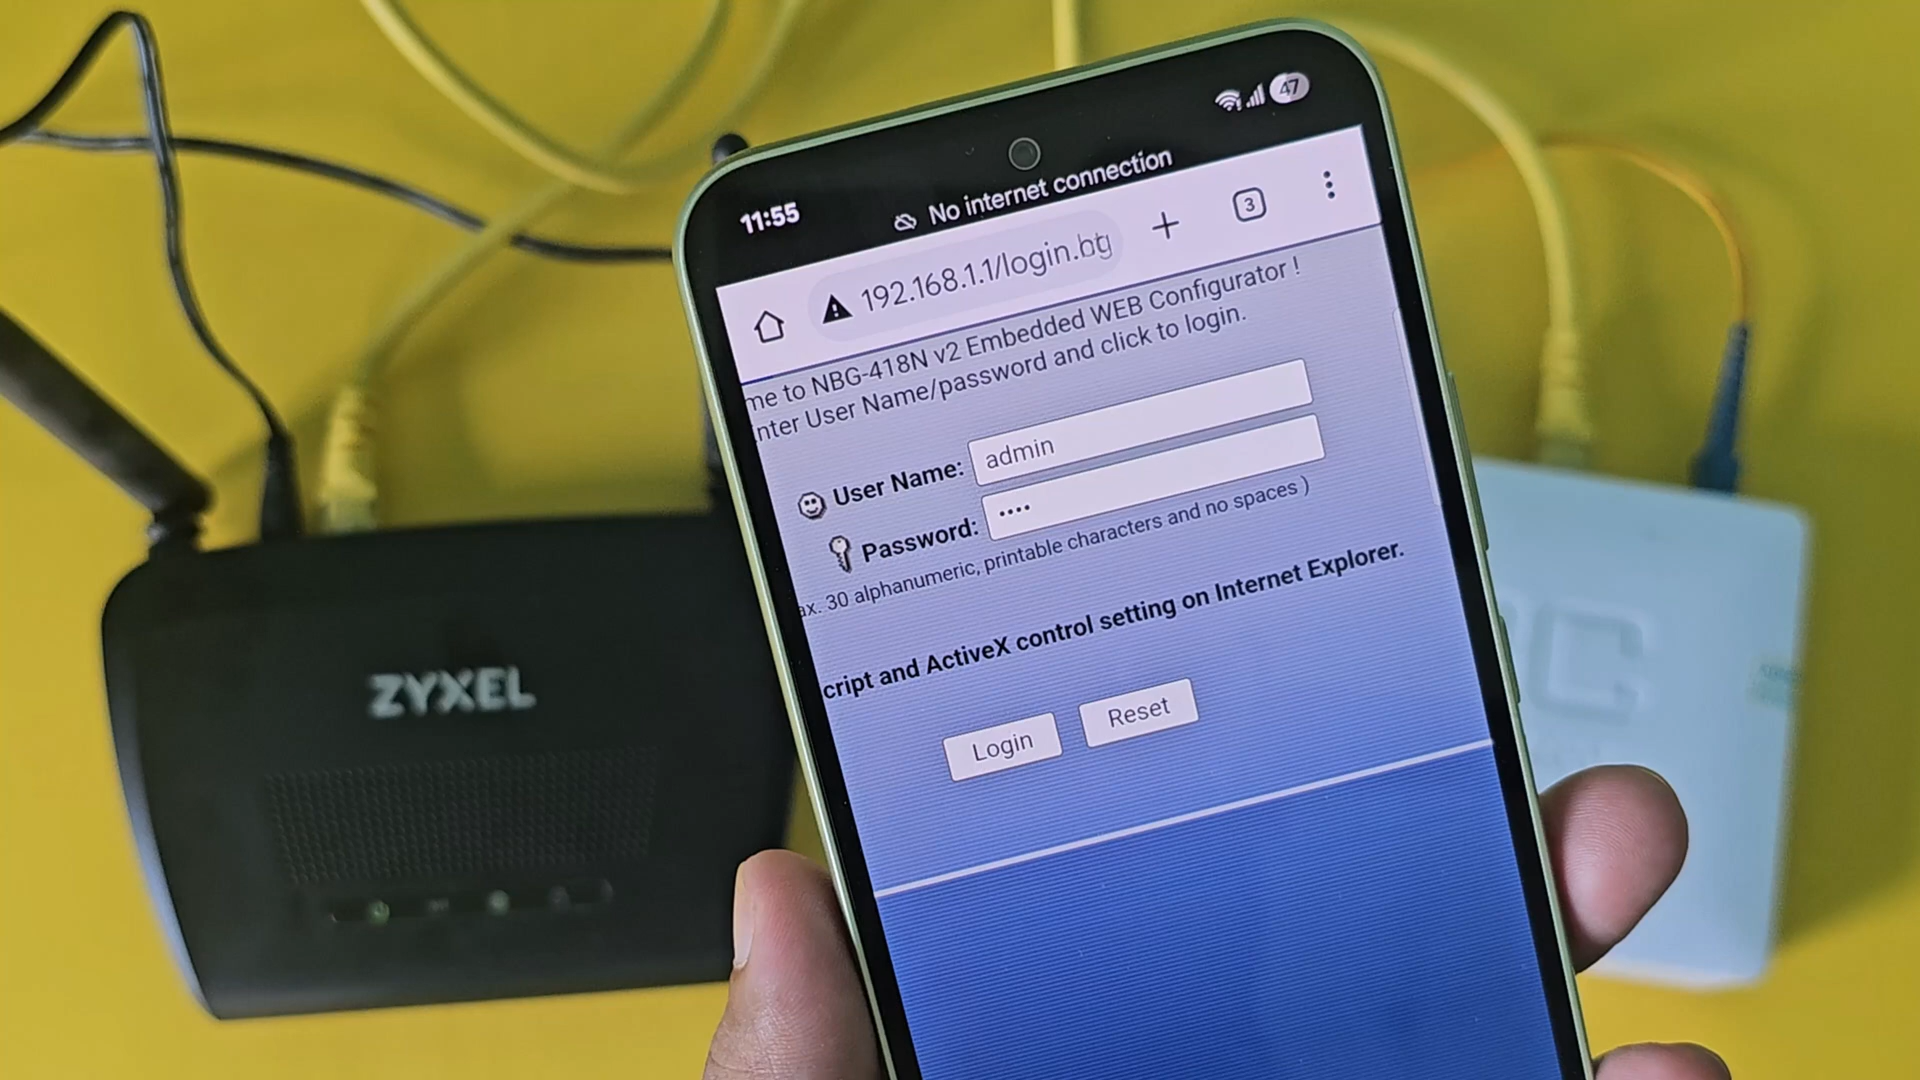 47
11:55
No internet connection
192.168.1.1/login.
3
me to NBG-418N v2 Embedded WEB Configurator !
nter User Name/password and click to login.
User Name: admin
Password: ····
ax. 30 alphanumeric, printable characters and no spaces )
cript and ActiveX control setting on Internet Explorer.
Login Reset
ZYXEL
C